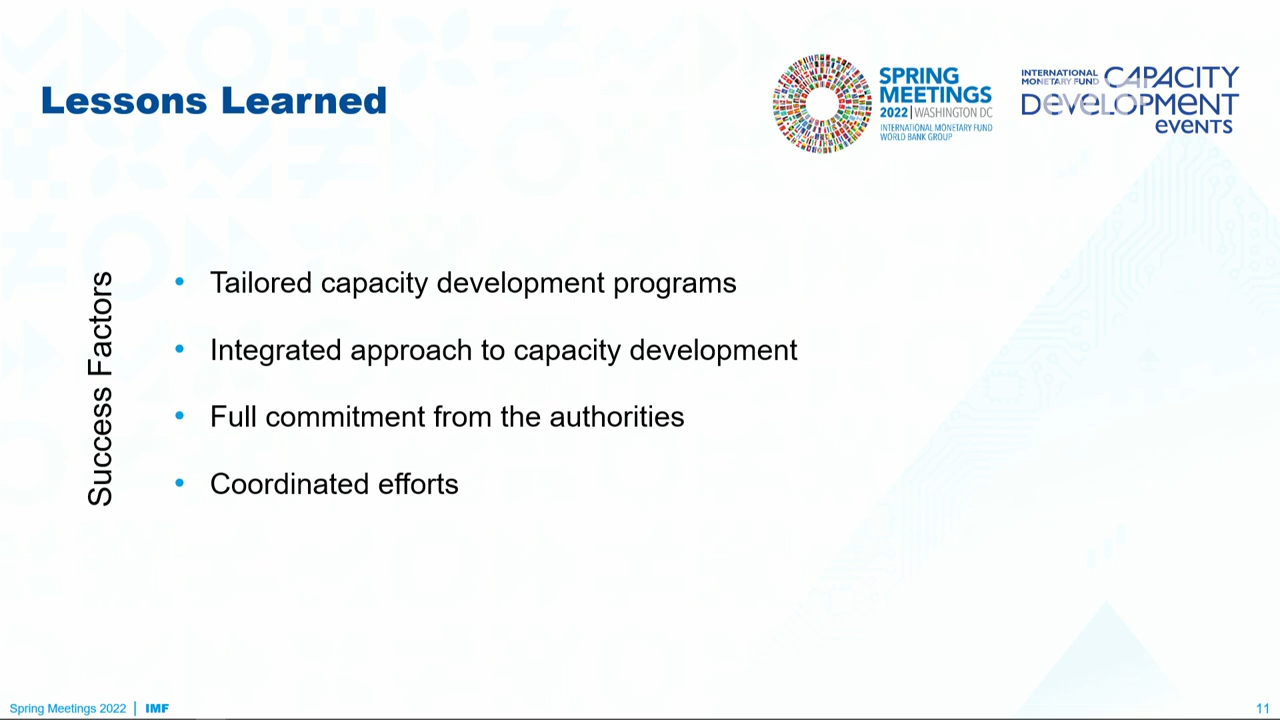 Lessons Learned
SPRING
MEETINGS
2022 | WASHINGTON DC
INTERNATIONAL MONETARY FUND
WORLD BANK GROUP
INTERNATIONAL
MONETARY FUND
CAPACITY
DEVELOPMENT
events
Success Factors
• Tailored capacity development programs
• Integrated approach to capacity development
• Full commitment from the authorities
• Coordinated efforts
Spring Meetings 2022 | IMF
11